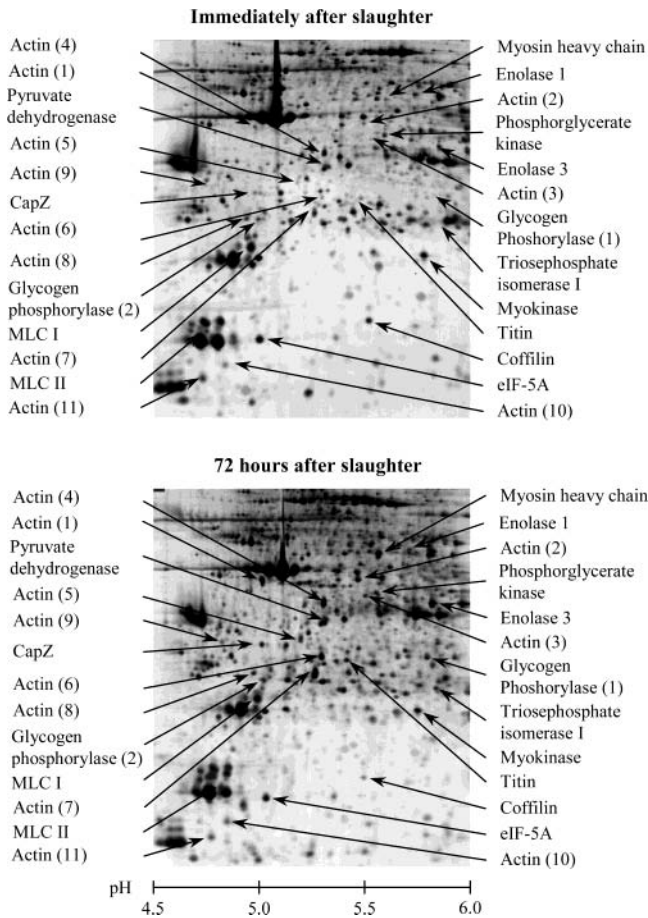 Immediately after slaughter
Actin (4)
Actin (1)
Pyruvate
dehydrogenase
Actin (5)
Actin (9)
CapZ
Actin (6)
Actin (8)
Glycogen
phosphorylase (2)
MLC I
Actin (7)
MLC II
Actin (11)
Myosin heavy chain
Enolase 1
Actin (2)
Phosphorglycerate
kinase
Enolase 3
Actin (3)
Glycogen
Phoshorylase (1)
Triosephosphate
isomerase I
Myokinase
Titin
Coffilin
eIF-5A
Actin (10)
72 hours after slaughter
Actin (4)
Actin (1)
Pyruvate
dehydrogenase
Actin (5)
Actin (9)
CapZ
Actin (6)
Actin (8)
Glycogen
phosphorylase (2)
MLC I
Actin (7)
MLC II
Actin (11)
Myosin heavy chain
Enolase 1
Actin (2)
Phosphorglycerate
kinase
Enolase 3
Actin (3)
Glycogen
Phoshorylase (1)
Triosephosphate
isomerase I
Myokinase
Titin
Coffilin
eIF-5A
Actin (10)
pH
4.5 5.0 5.5 6.0